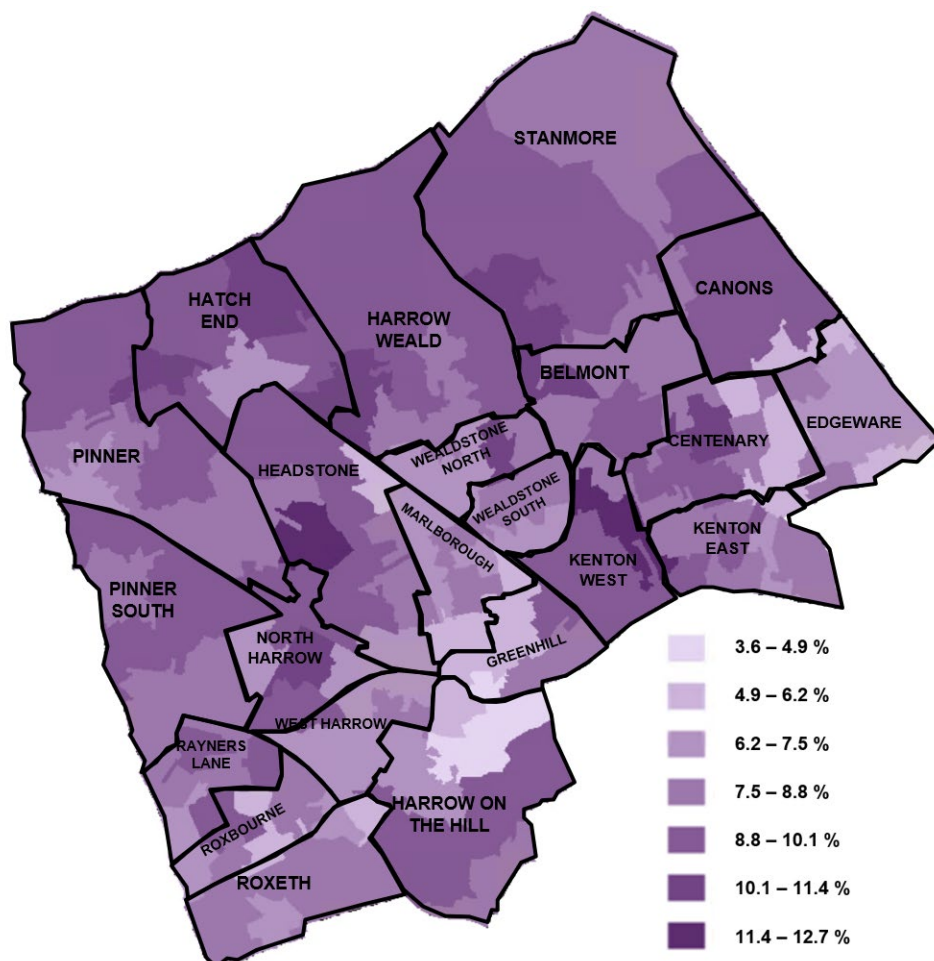 STANMORE
CANONS
HATCH
END
HARROW
WEALD
BELMONT
EDGEWARE
CENTENARY
PINNER
HEADSTONE
WEALDSTONE
NORTH
WEALDSTONE
SOUTH
MARLBOROUGH
KENTON
WEST
KENTON
EAST
PINNER
SOUTH
NORTH
HARROW
GREENHILL
WEST HARROW
RAYNERS
LANE
ROXBOURNE
HARROW ON
THE HILL
ROXETH
3.6 – 4.9 %
4.9 – 6.2 %
6.2 – 7.5 %
7.5 – 8.8 %
8.8 – 10.1 %
10.1 – 11.4 %
11.4 – 12.7 %